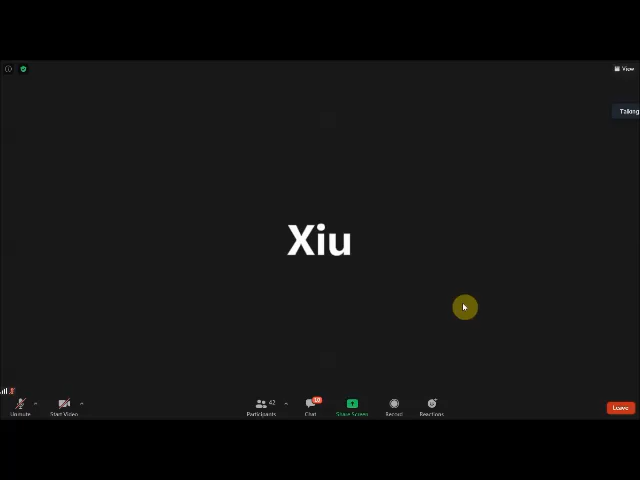 View
Talking
Xiu
Unmute
Start Video
42
Participants
Chat
Share Screen
Record
Reactions
Leave